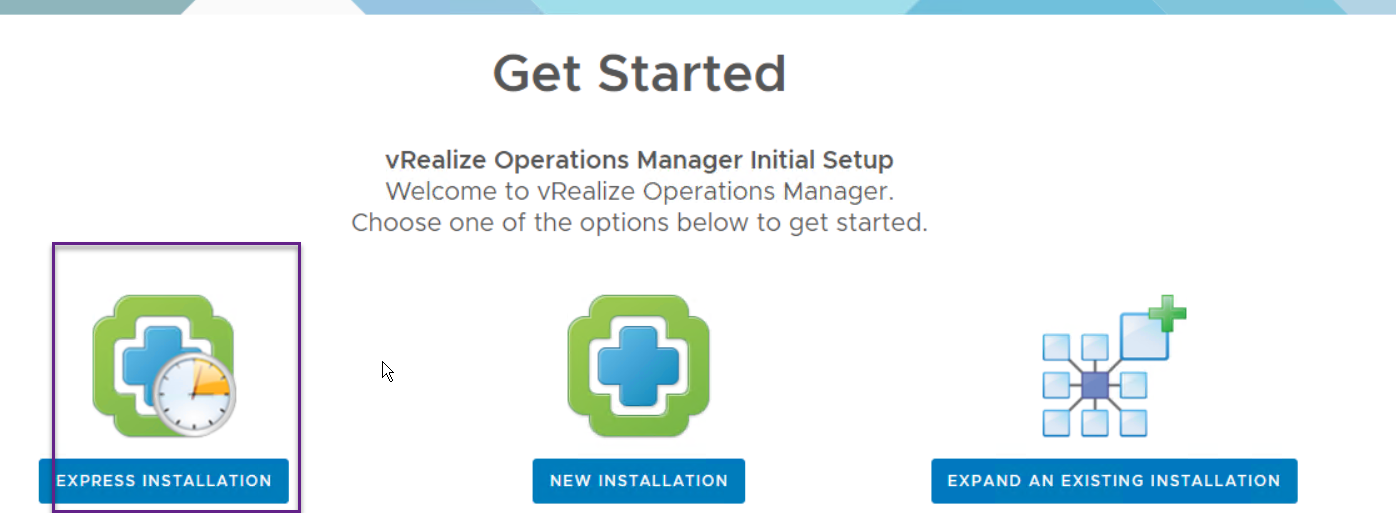 Get Started
vRealize Operations Manager Initial Setup
Welcome to vRealize Operations Manager.
Choose one of the options below to get started.
EXPRESS INSTALLATION
NEW INSTALLATION
EXPAND AN EXISTING INSTALLATION